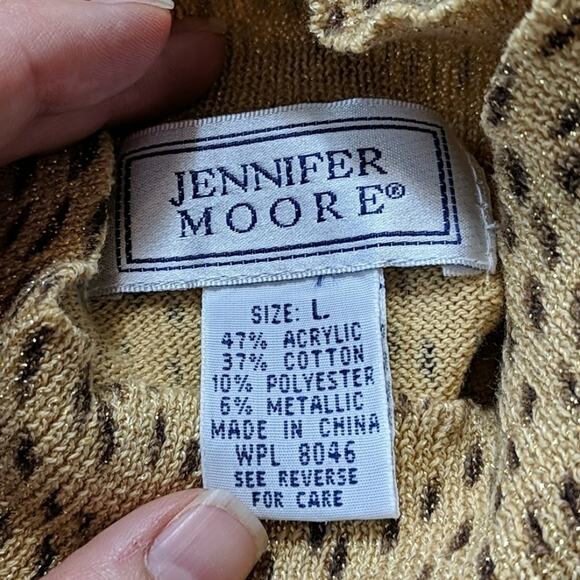 JENNIFER
MOORE®
SIZE: L
47% ACRYLIC
37% COTTON
10% POLYESTER
6% METALLIC
MADE IN CHINA
WPL 8046
SEE REVERSE
FOR CARE